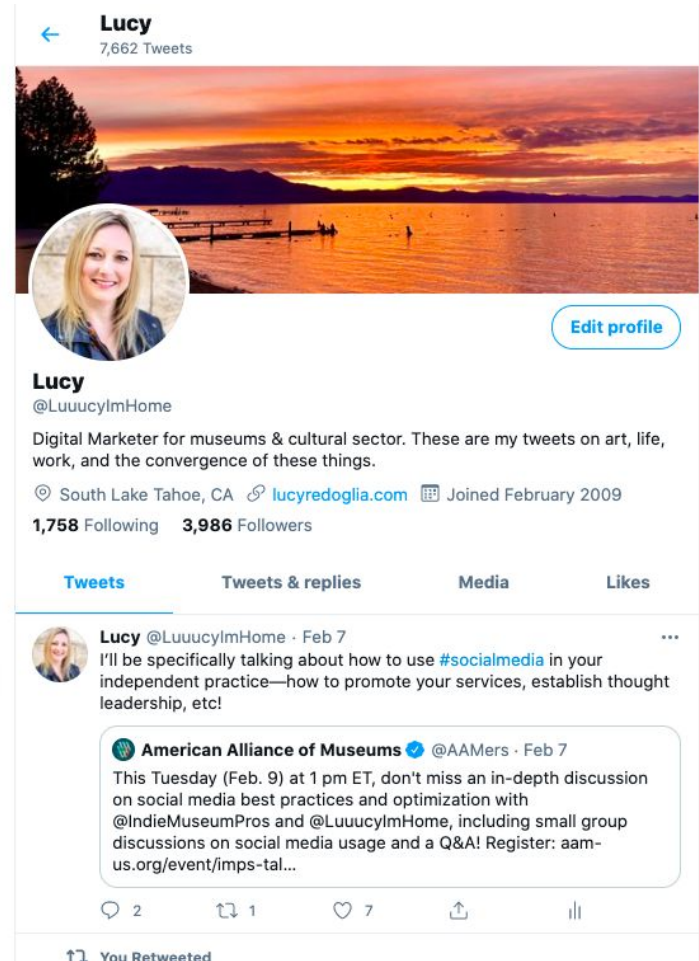 Lucy
7,662 Tweets
Edit profile
Lucy
@LuuucyImHome
Digital Marketer for museums & cultural sector. These are my tweets on art, life,
work, and the convergence of these things.
South Lake Tahoe, CA lucyredoglia.com Joined February 2009
1,758 Following 3,986 Followers
Tweets Tweets & replies Media Likes
Lucy @LuuucyImHome · Feb 7
I’ll be specifically talking about how to use #socialmedia in your
independent practice—how to promote your services, establish thought
leadership, etc!
American Alliance of Museums @AAMers · Feb 7
This Tuesday (Feb. 9) at 1 pm ET, don't miss an in-depth discussion
on social media best practices and optimization with
@IndieMuseumPros and @LuuucyImHome, including small group
discussions on social media usage and a Q&A! Register: aam-
us.org/event/imps-tal...
2 1 7
You Retweeted